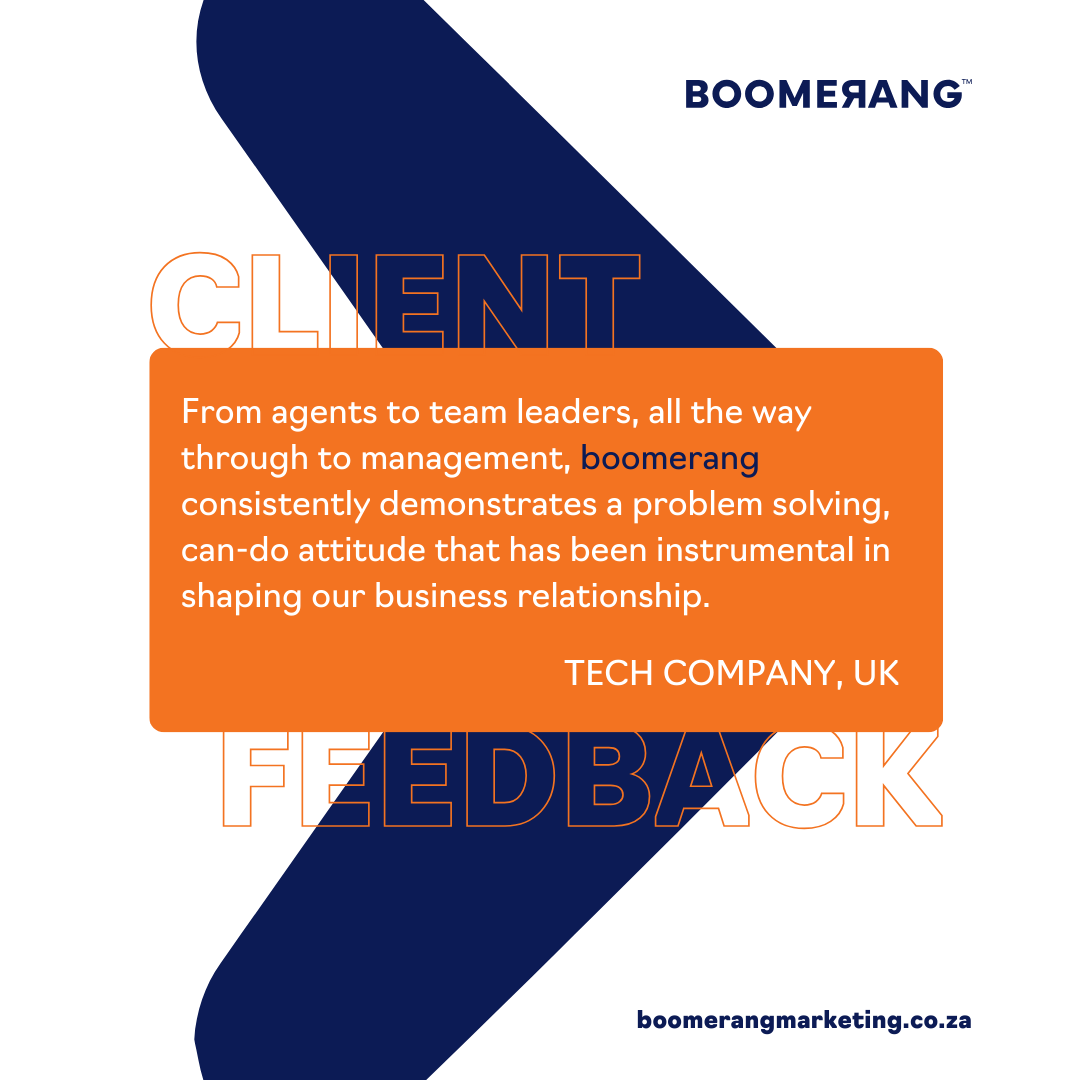 BOOMEЯANG™
CLIENT
From agents to team leaders, all the way
through to management, boomerang
consistently demonstrates a problem solving,
can-do attitude that has been instrumental in
shaping our business relationship.
TECH COMPANY, UK
FEEDBACK
boomerangmarketing.co.za